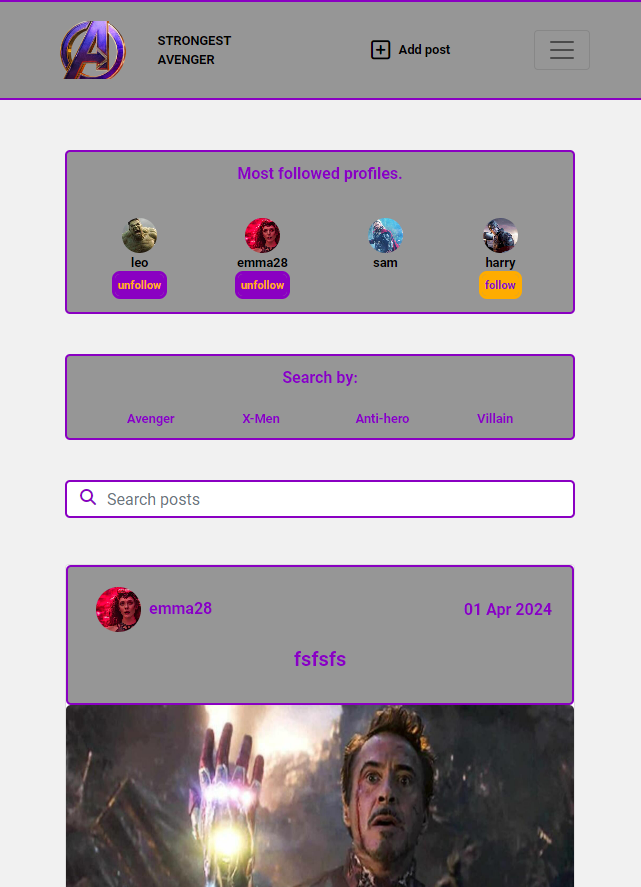 STRONGEST
AVENGER
Add post
Most followed profiles.
leo
emma28
sam
harry
unfollow
unfollow
follow
Search by:
Avenger
X-Men
Anti-hero
Villain
Search posts
emma28
01 Apr 2024
fsfsfs